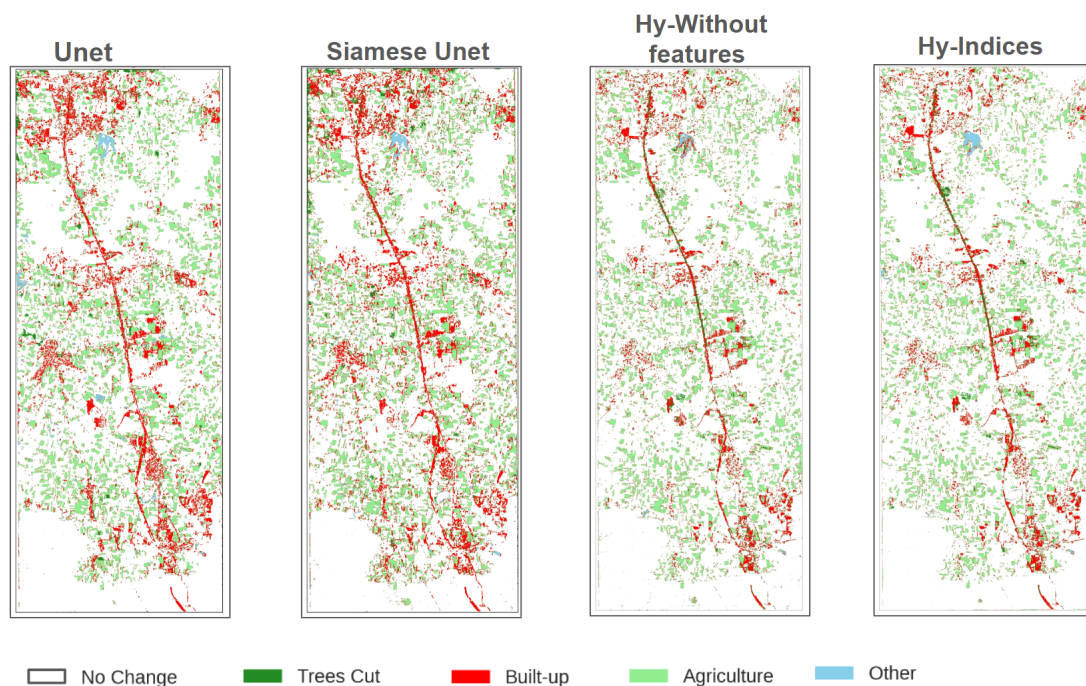 Unet
Siamese Unet
Hy-Without
features
Hy-Indices
No Change
Trees Cut
Built-up
Agriculture
Other